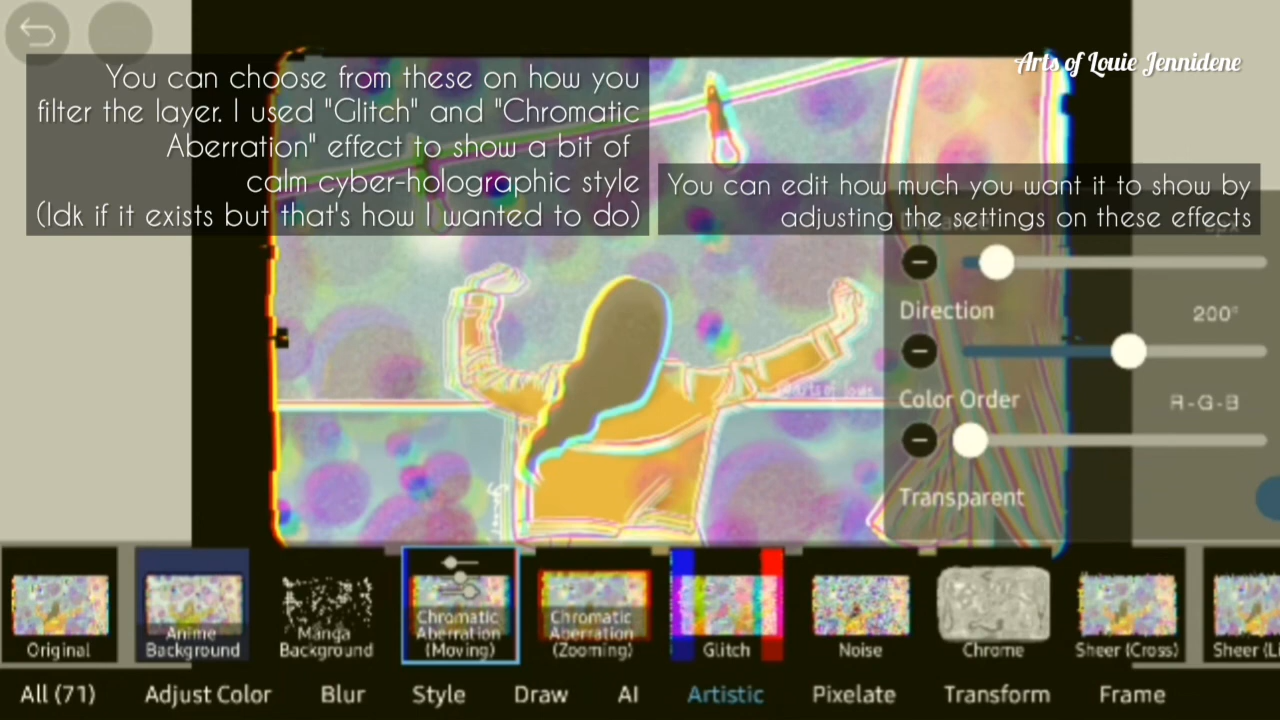 Arts of Louie Jennidene
You can choose from these on how you
filter the layer. I used "Glitch" and "Chromatic
Aberration" effect to show a bit of
calm cyber-holographic style
(Idk if it exists but that's how I wanted to do)
You can edit how much you want it to show by
adjusting the settings on these effects
Direction 200°
Color Order R-G-B
Transparent
Original
Anime
Background
Manga
Background
Chromatic
Aberration
(Moving)
Chromatic
Aberration
(Zooming)
Glitch
Noise
Chrome
Sheer (Cross)
Sheer (Li
All (71) Adjust Color Blur Style Draw AI Artistic Pixelate Transform Frame